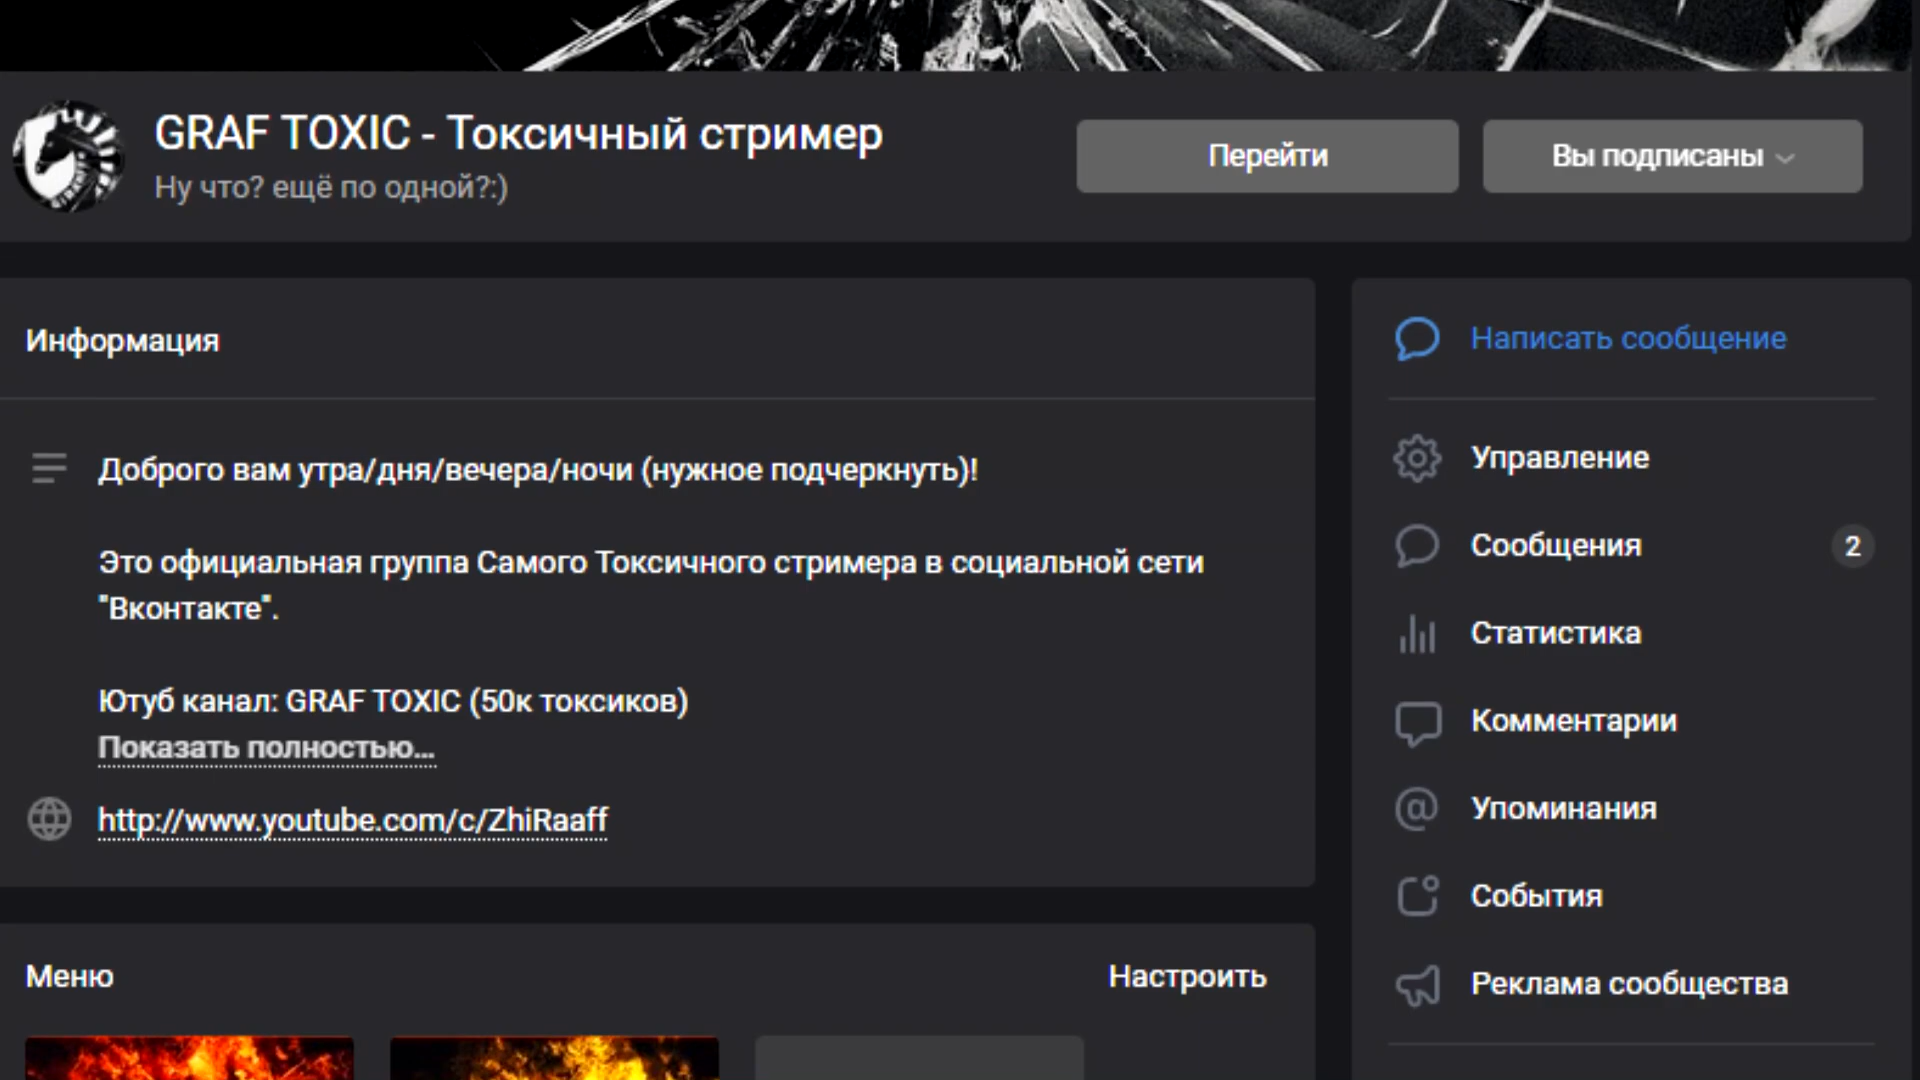 GRAF TOXIC - Токсичный стример
Ну что? ещё по одной?:)
Перейти
Вы подписаны
Информация
Доброго вам утра/дня/вечера/ночи (нужное подчеркнуть)!
Это официальная группа Самого Токсичного стримера в социальной сети
"Вконтакте".
Ютуб канал: GRAF TOXIC (50к токсиков)
Показать полностью...
http://www.youtube.com/c/ZhiRaaff
Меню
Настроить
Написать сообщение
Управление
Сообщения
2
Статистика
Комментарии
Упоминания
События
Реклама сообщества